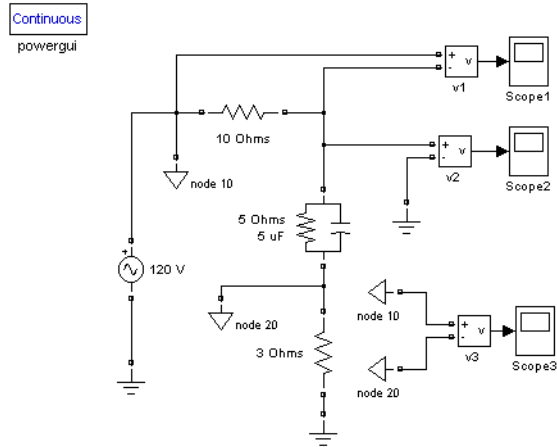 Continuous
powergui
+
-
v
v1
Scope1
10 Ohms
node 10
+
-
v
v2
Scope2
5 Ohms
5 uF
+
120 V
node 20
3 Ohms
node 10
node 20
+
-
v
v3
Scope3